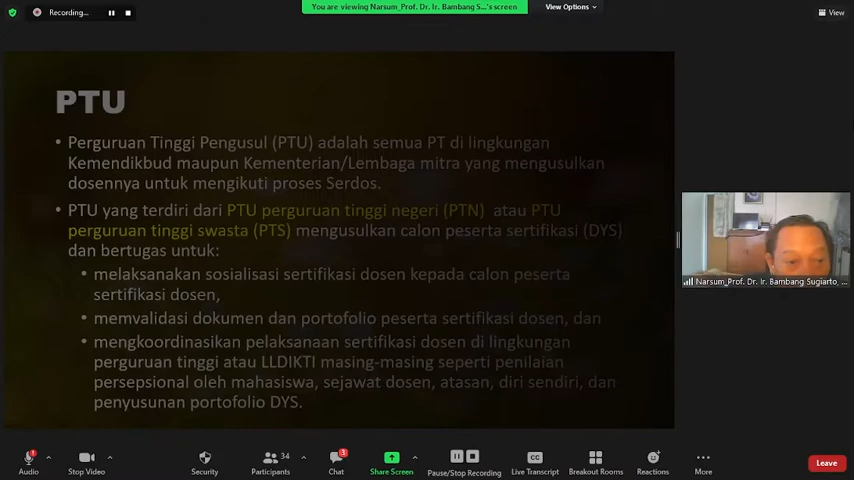 Recording...
You are viewing Narsum_Prof. Dr. Ir. Bambang S...'s screen
View Options
View
PTU
• Perguruan Tinggi Pengusul (PTU) adalah semua PT di lingkungan
Kemendikbud maupun Kementerian/Lembaga mitra yang mengusulkan
dosennya untuk mengikuti proses Serdos.
• PTU yang terdiri dari PTU perguruan tinggi negeri (PTN) atau PTU
perguruan tinggi swasta (PTS) mengusulkan calon peserta sertifikasi (DYS)
dan bertugas untuk:
• melaksanakan sosialisasi sertifikasi dosen kepada calon peserta
sertifikasi dosen,
• memvalidasi dokumen dan portofolio peserta sertifikasi dosen, dan
• mengkoordinasikan pelaksanaan sertifikasi dosen di lingkungan
perguruan tinggi atau LLDIKTI masing-masing seperti penilaian
persepsional oleh mahasiswa, sejawat dosen, atasan, diri sendiri, dan
penyusunan portofolio DYS.
Narsum_Prof. Dr. Ir. Bambang Sugiarto, ...
Audio
Stop Video
Security
Participants
34
Chat
3
Share Screen
Pause/Stop Recording
CC
Live Transcript
Breakout Rooms
Reactions
More
Leave